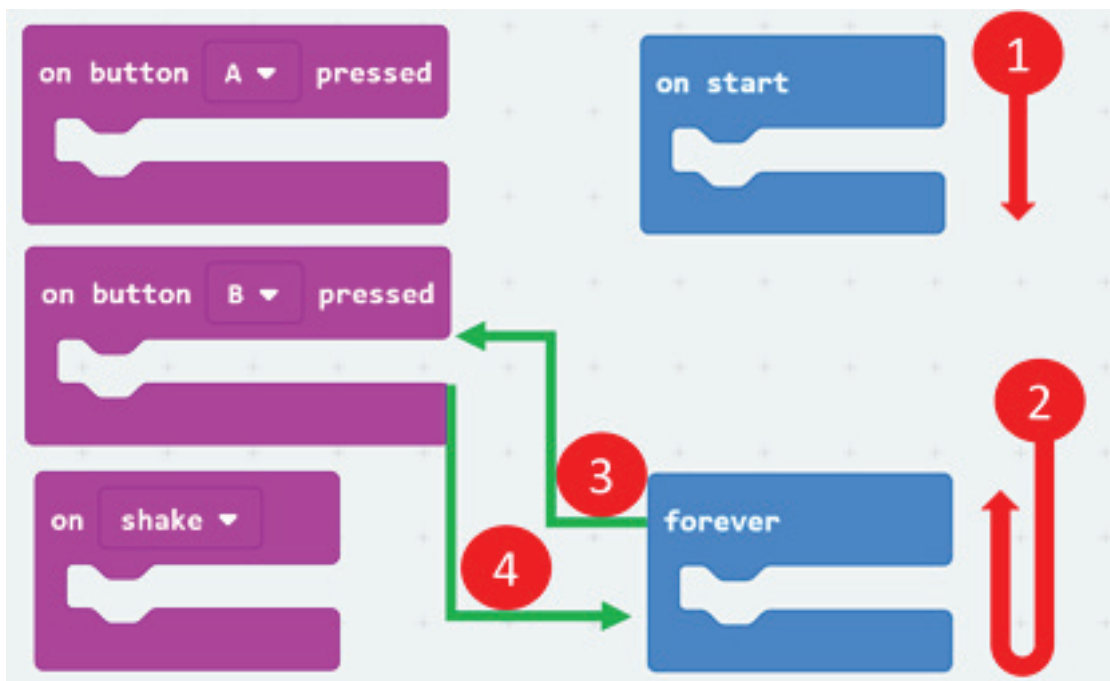 on button A pressed
on start
1
on button B pressed
2
3
on shake
forever
4